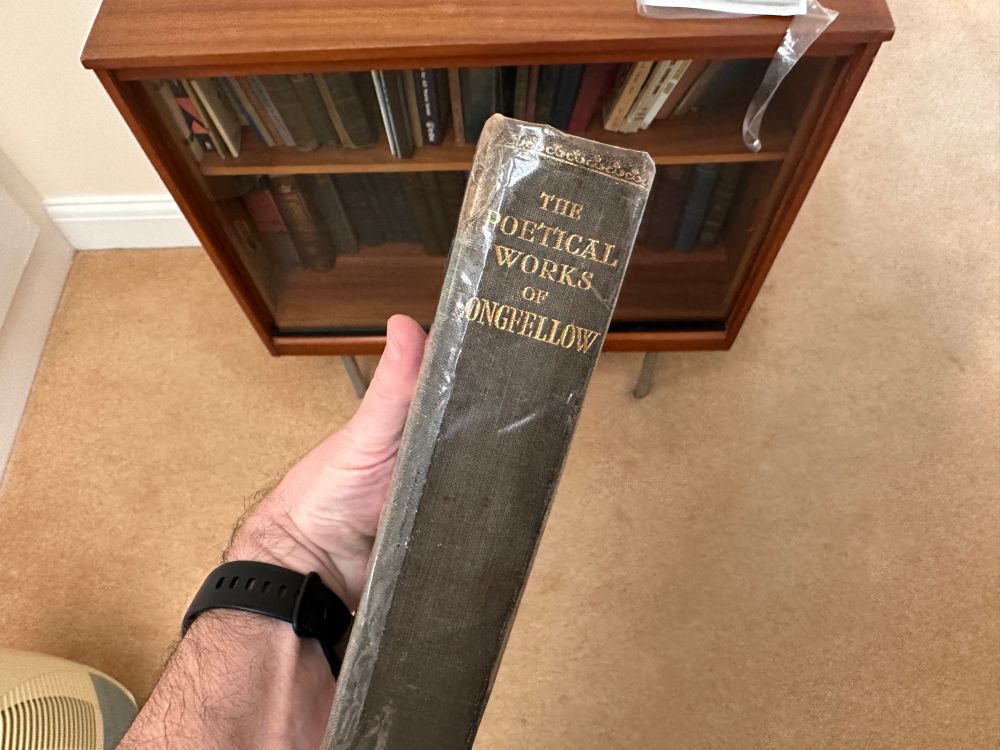 THE
POETICAL
WORKS
OF
LONGFELLOW